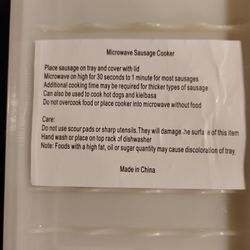 Microwave Sausage Cooker
Place sausage on tray and cover with lid
Microwave on high for 30 seconds to 1 minute for most sausages
Additional cooking time may be required for thicker types of sausage
Can also be used to cook hot dogs and kielbasa
Do not overcook food or place cooker into microwave without food
Care:
Do not use scour pads or sharp utensils. They will damage the surface of this item
Hand wash or place on top rack of dishwasher
Note: Foods with high fat, oil or sugar quantity may cause discoloration of tray
Made in China